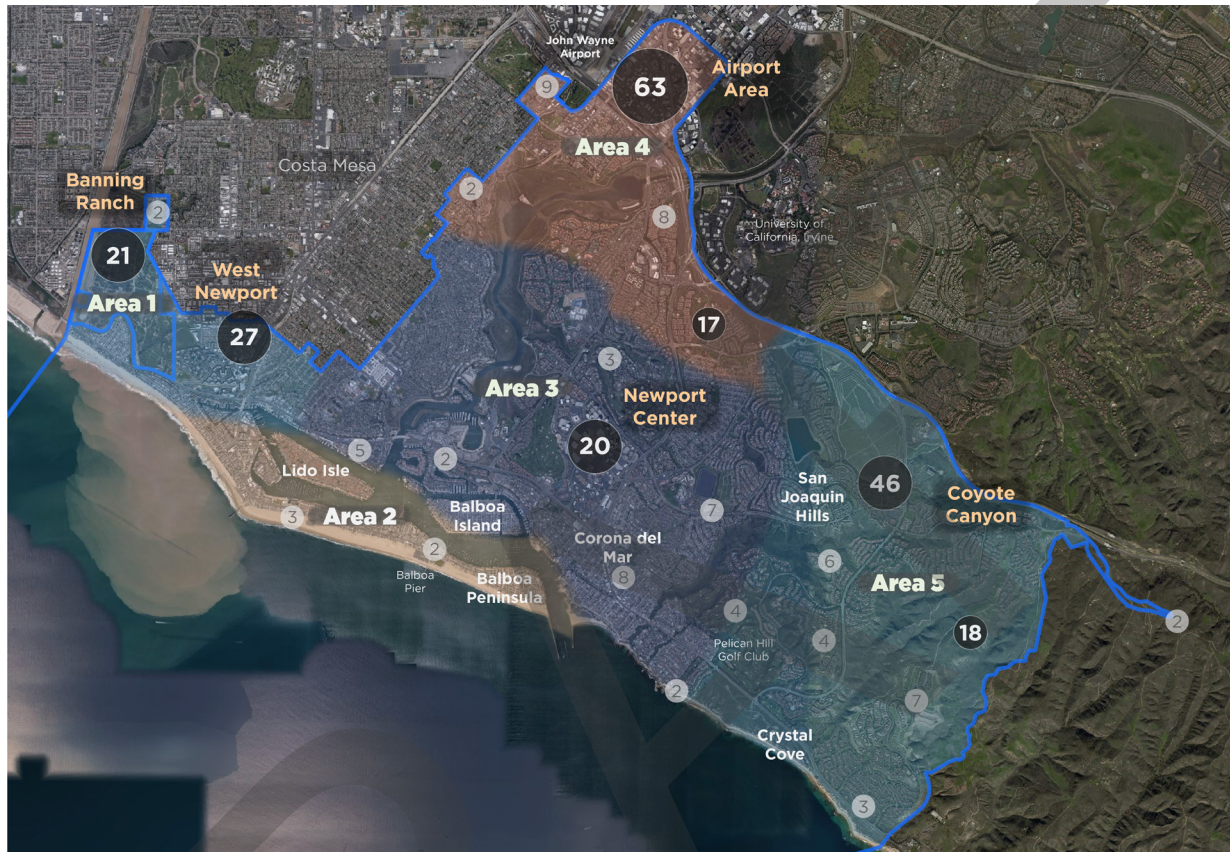 John Wayne
Airport
9
63
Airport
Area
Area 4
Costa Mesa
Banning
Ranch
2
2
8
University of
California, Irvine
21
West
Newport
Area 1
27
17
3
Area 3
Newport
Center
20
5
2
Lido Isle
San
Joaquin
Hills
46
Coyote
Canyon
3
Area 2
Balboa
Island
7
Corona del
Mar
2
Balboa
Pier
Balboa
Peninsula
8
6
Area 5
4
4
18
2
Pelican Hill
Golf Club
2
7
Crystal
Cove
3